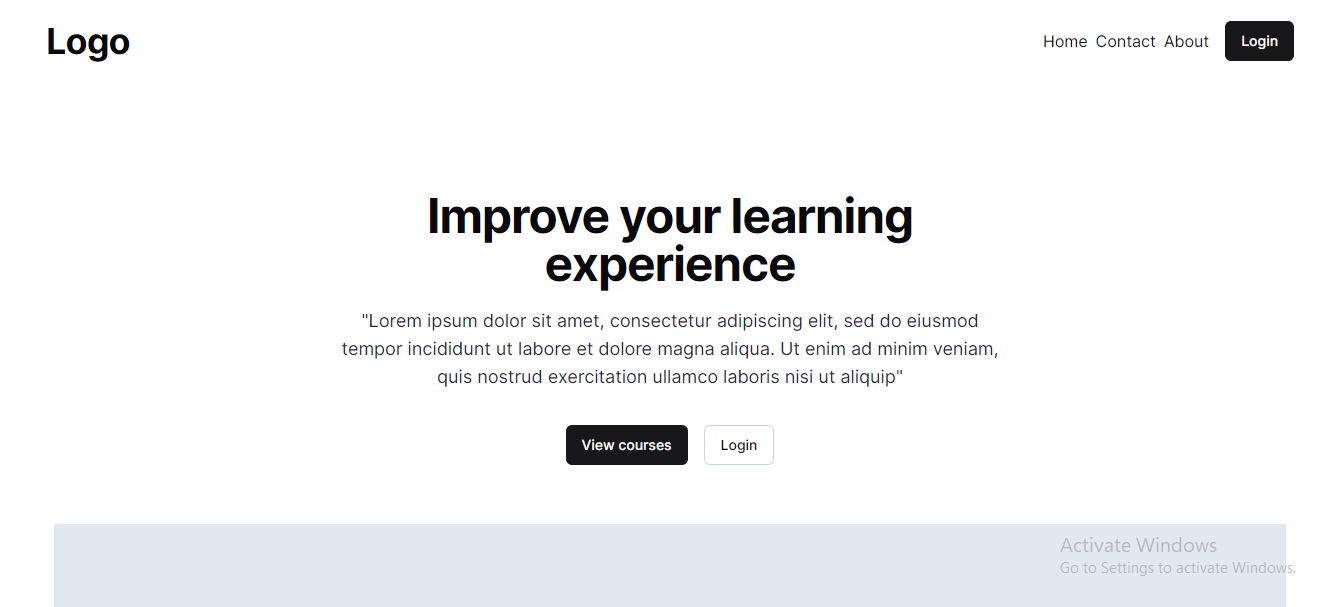 Logo
Home Contact About Login
Improve your learning
experience
"Lorem ipsum dolor sit amet, consectetur adipiscing elit, sed do eiusmod
tempor incididunt ut labore et dolore magna aliqua. Ut enim ad minim veniam,
quis nostrud exercitation ullamco laboris nisi ut aliquip"
View courses Login
Activate Windows
Go to Settings to activate Windows.